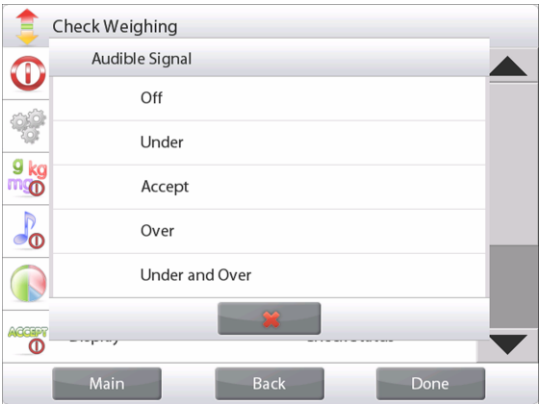 Check Weighing
Audible Signal
Off
Under
g kg
mg
Accept
Over
Under and Over
ACCEPT
Main
Back
Done